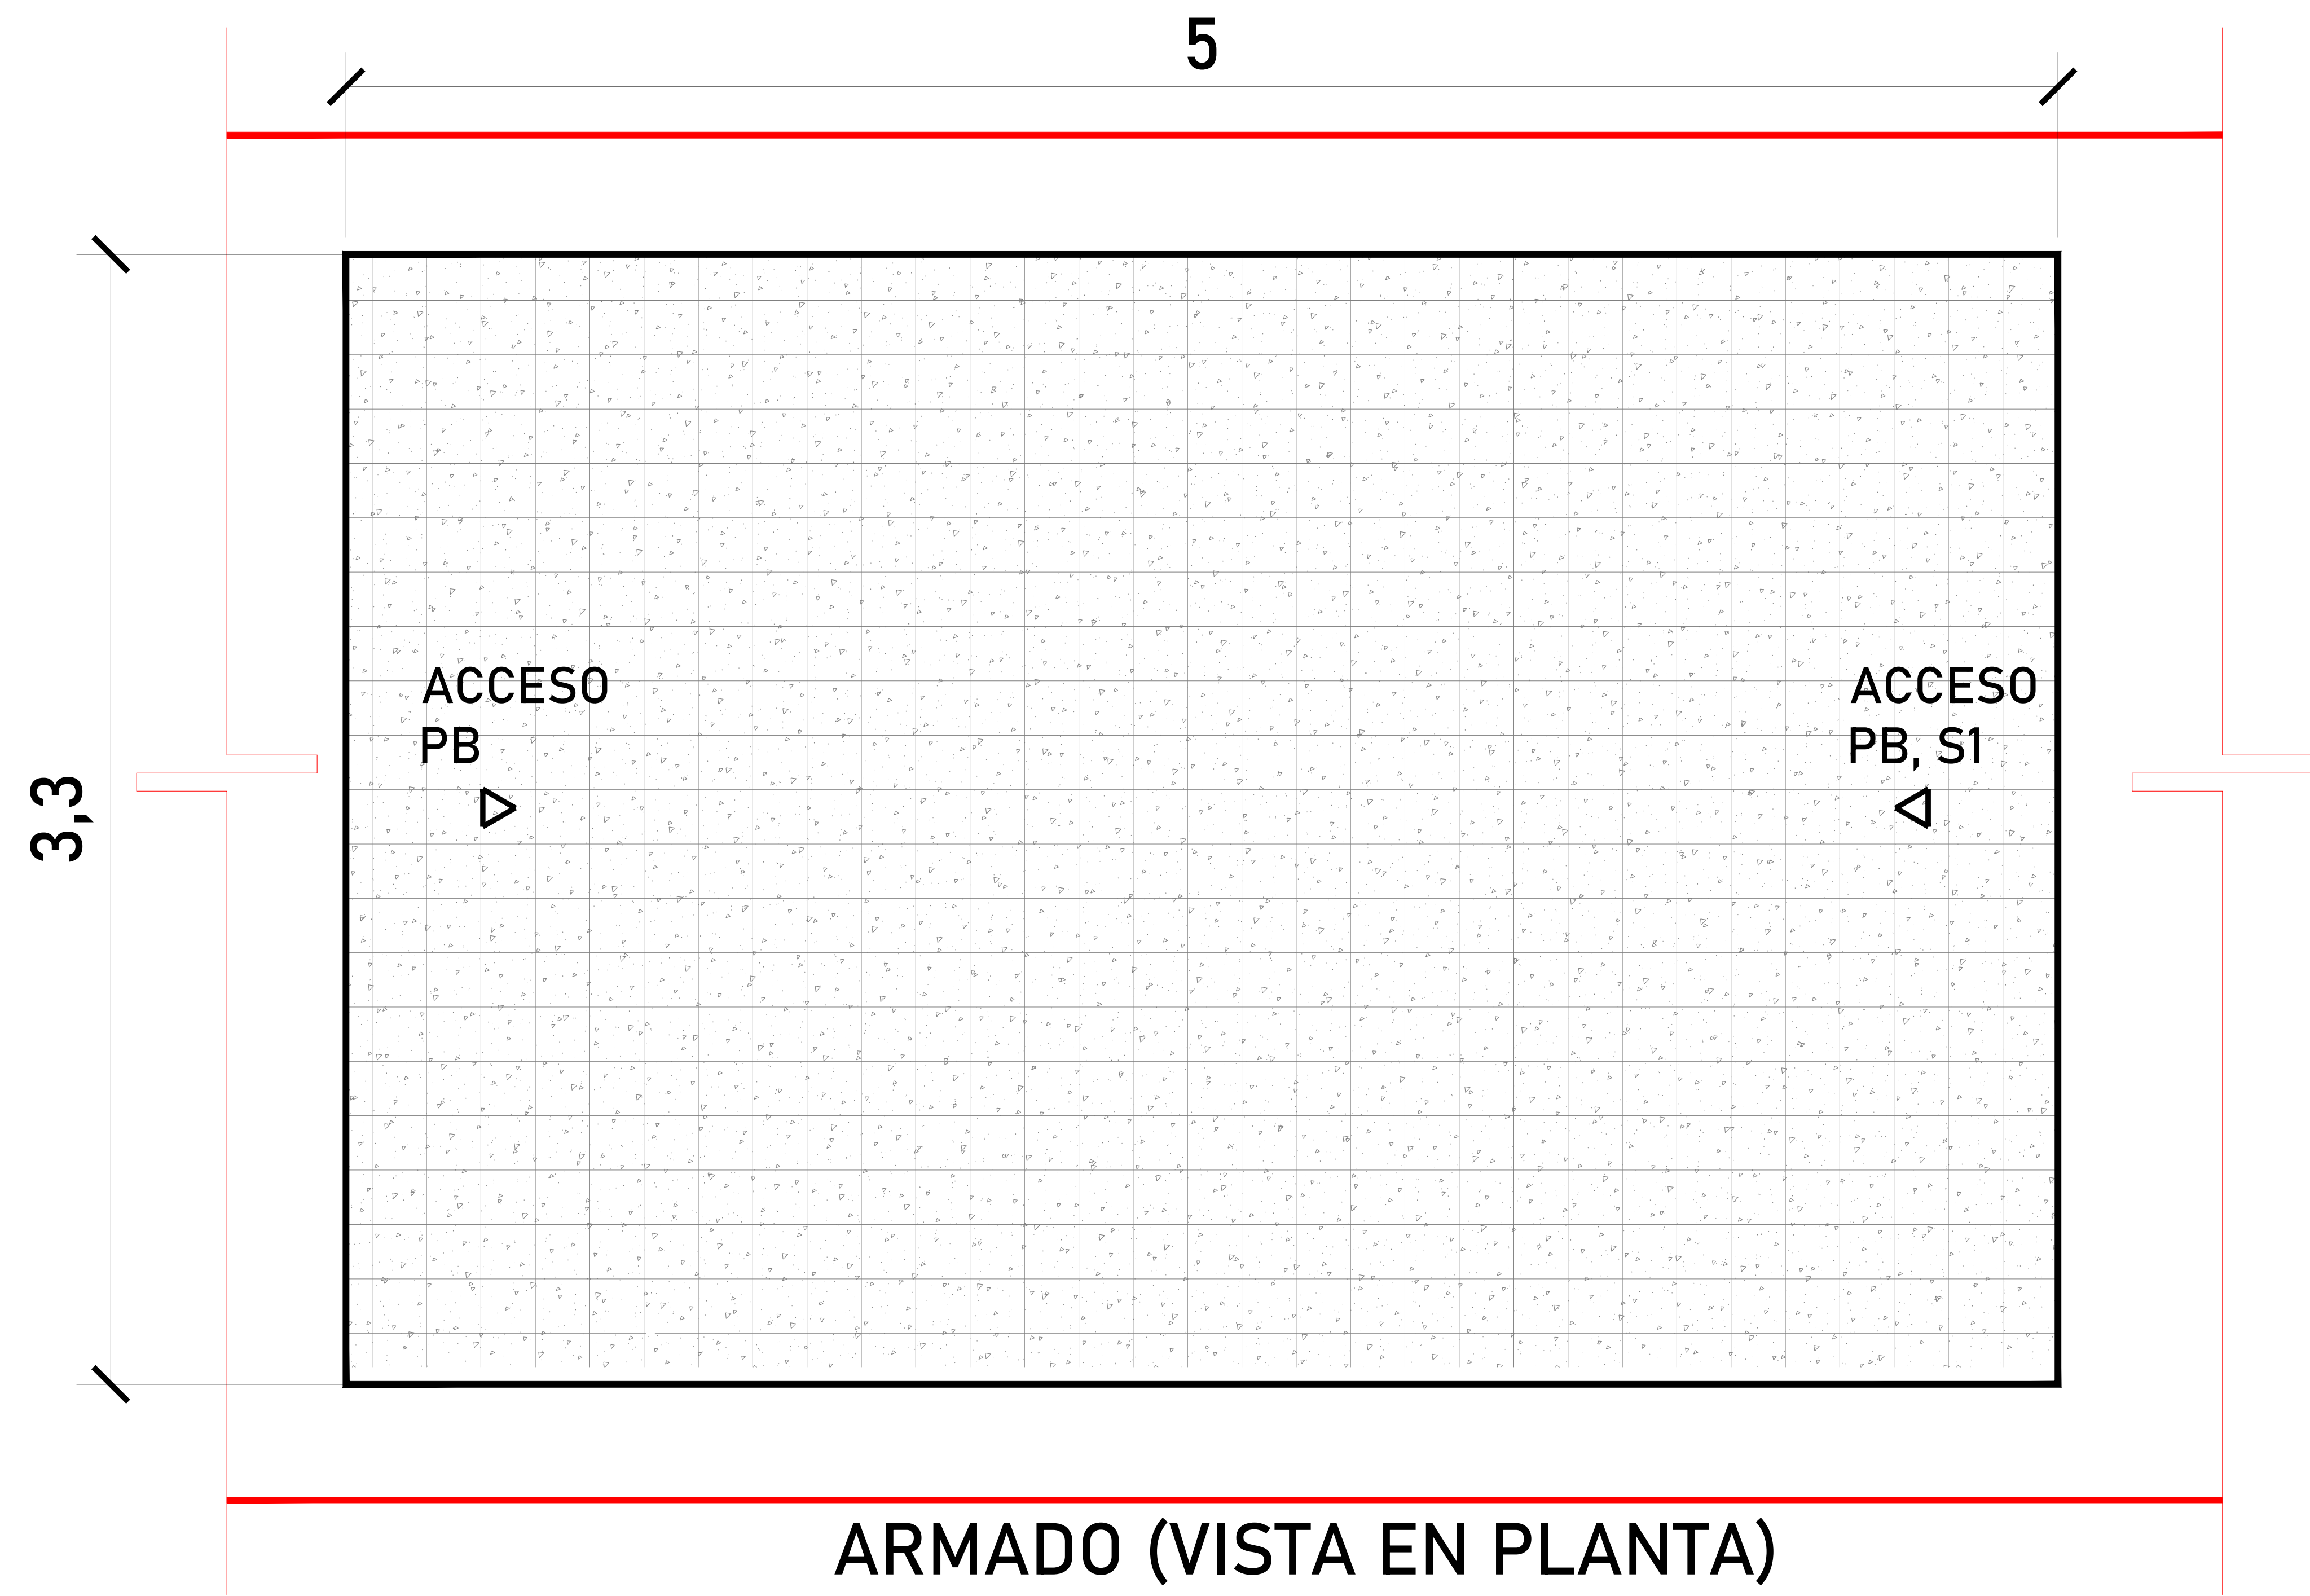 5
ACCESO
PB
ACCESO
PB, S1
3,3
ARMADO (VISTA EN PLANTA)